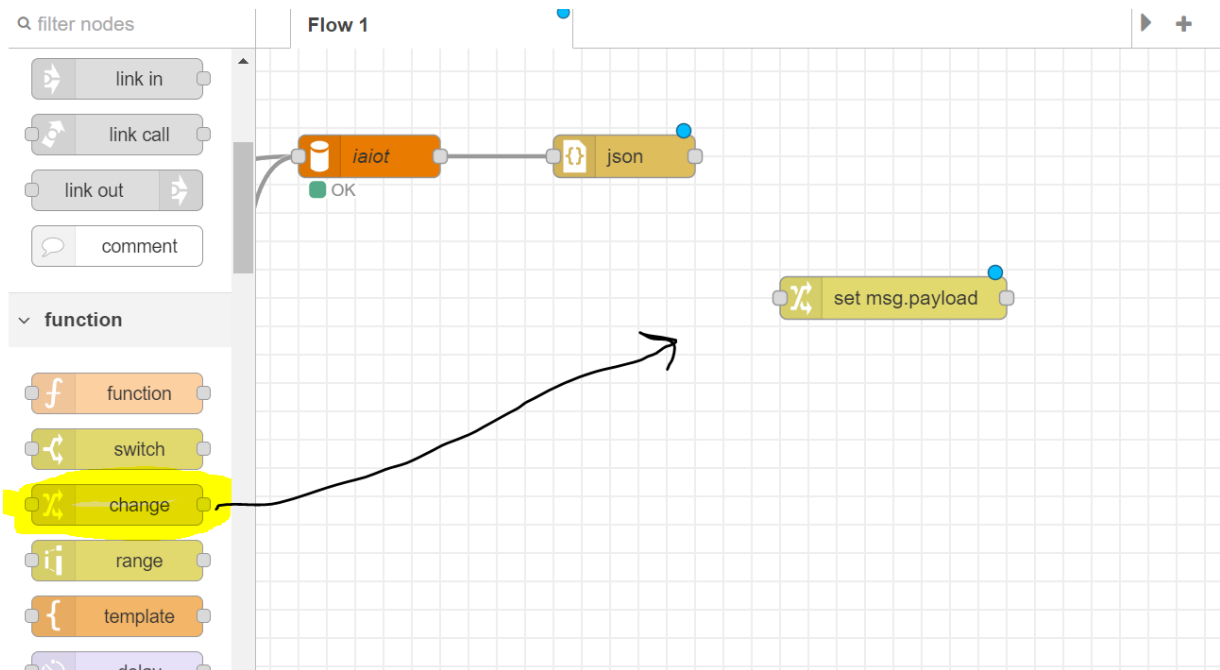 filter nodes
Flow 1
link in
link call
link out
comment
function
function
switch
change
range
template
delay
iaiot
OK
json
set msg.payload